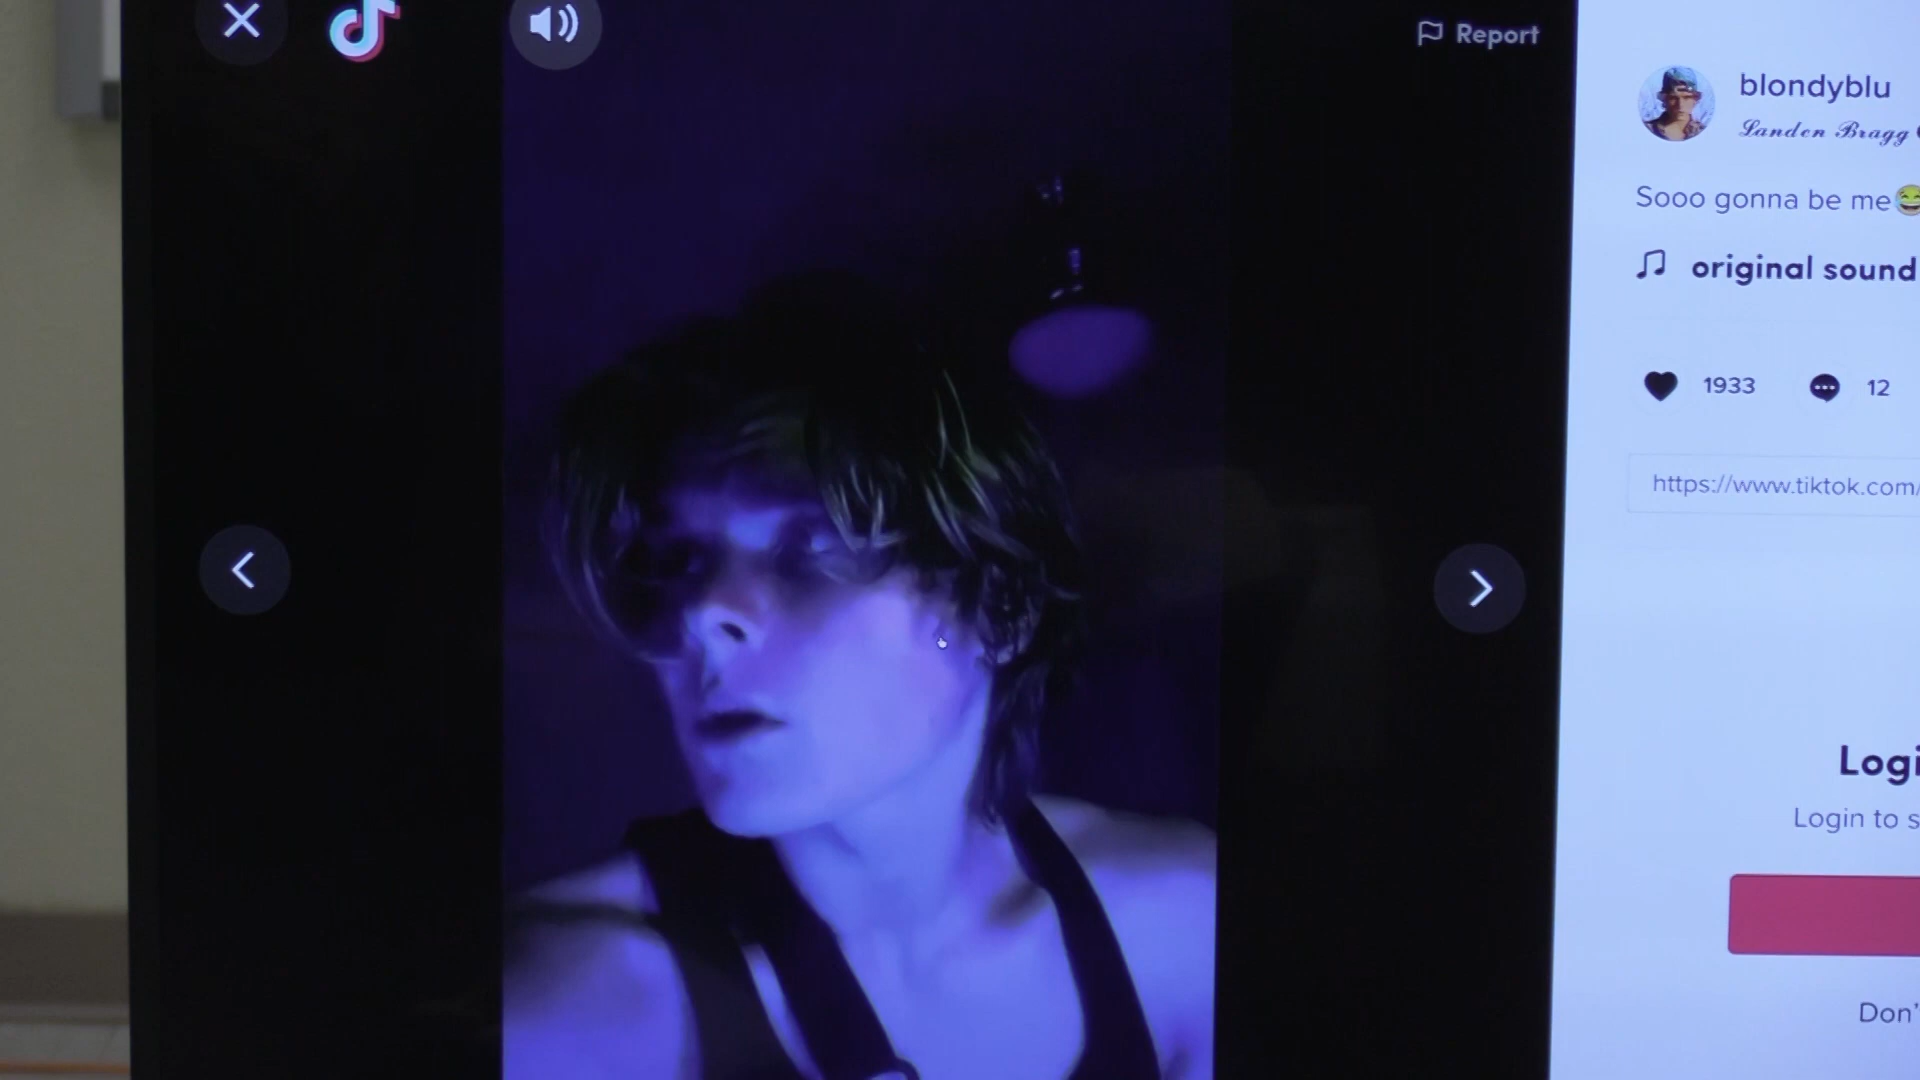 Report
blondyblu
Landen Bragg
Sooo gonna be me😂
original sound
1933
12
https://www.tiktok.com/
Logi
Login to s
Don'